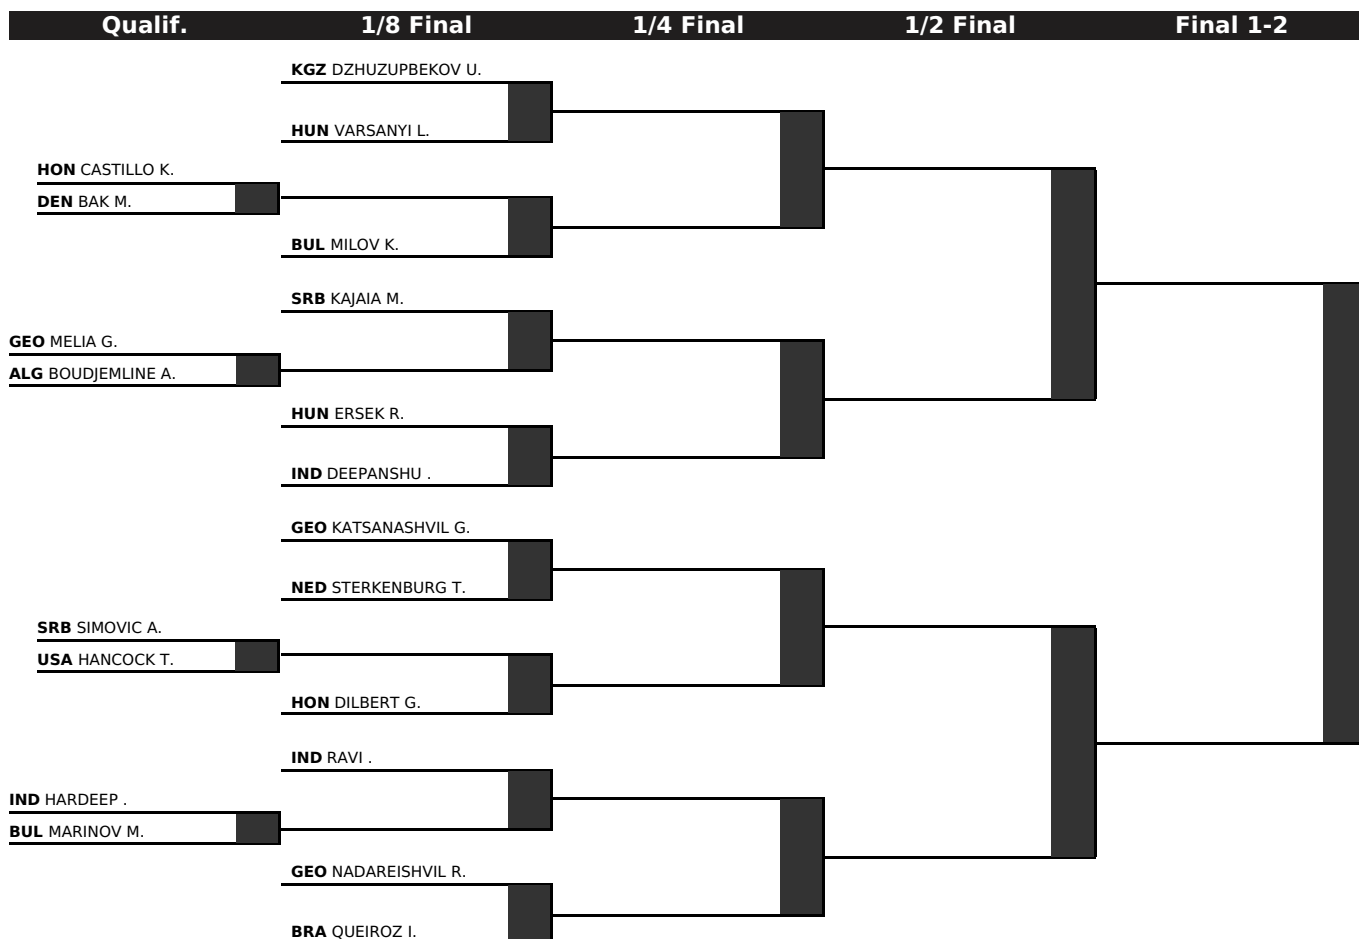 Qualif. 1/8 Final 1/4 Final 1/2 Final Final 1-2
KGZ DZHUZUPBEKOV U.
HUN VARSANYI L.
HON CASTILLO K.
DEN BAK M.
BUL MILOV K.
SRB KAJAIA M.
GEO MELIA G.
ALG BOUDJEMLINE A.
HUN ERSEK R.
IND DEEPANSHU .
GEO KATSANASHVIL G.
NED STERKENBURG T.
SRB SIMOVIC A.
USA HANCOCK T.
HON DILBERT G.
IND RAVI .
IND HARDEEP .
BUL MARINOV M.
GEO NADAREISHVIL R.
BRA QUEIROZ I.